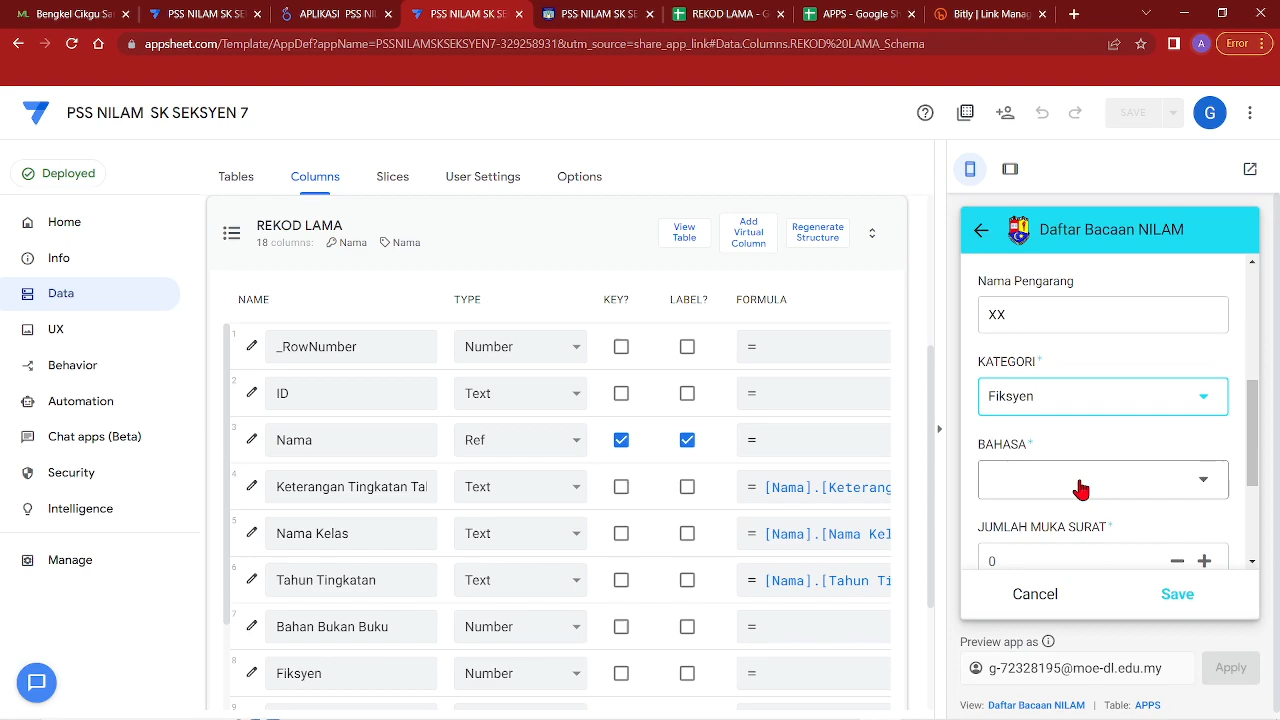 Bengkel Cikgu Sa
PSS NILAM SK SE
APLIKASI PSS NIL
PSS NILAM SK SE
PSS NILAM SK SE
REKOD LAMA - G
APPS - Google Sh
Bitly | Link Manag
appsheet.com/Template/AppDef?appName=PSSNILAMSKSEKSYEN7-329258931&utm_source=share_app_link#Data.Columns.REKOD%20LAMA_Schema
A
Error
PSS NILAM SK SEKSYEN 7
SAVE
G
Deployed
Home
Info
Data
UX
Behavior
Automation
Chat apps (Beta)
Security
Intelligence
Manage
Tables Columns Slices User Settings Options
REKOD LAMA
18 columns: Nama Nama
View Table
Add Virtual Column
Regenerate Structure
NAME TYPE KEY? LABEL? FORMULA
1 _RowNumber Number =
2 ID Text =
3 Nama Ref =
4 Keterangan Tingkatan Tal Text = [Nama].[Keterang
5 Nama Kelas Text = [Nama].[Nama Kel
6 Tahun Tingkatan Text = [Nama].[Tahun Ti
7 Bahan Bukan Buku Number =
8 Fiksyen Number =
9
Daftar Bacaan NILAM
Nama Pengarang
XX
KATEGORI*
Fiksyen
BAHASA*
JUMLAH MUKA SURAT*
0
Cancel Save
Preview app as
g-72328195@moe-dl.edu.my Apply
View: Daftar Bacaan NILAM | Table: APPS